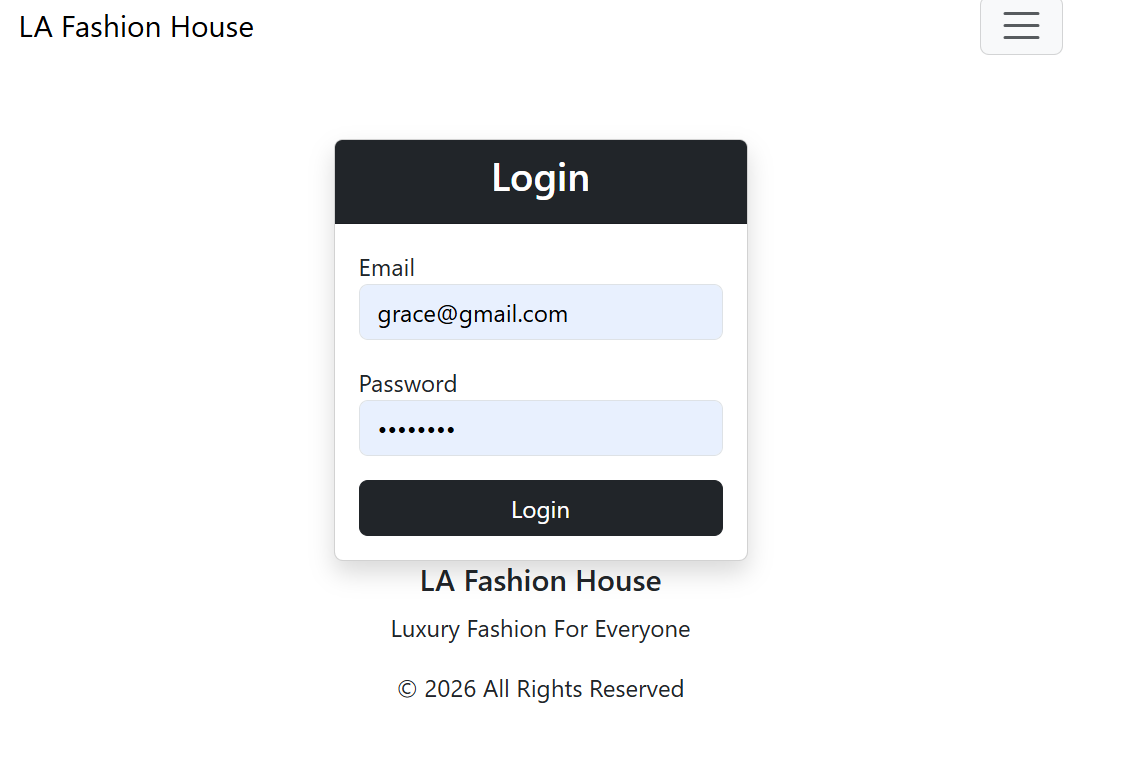 LA Fashion House
Login
Email
grace@gmail.com
Password
••••••••
Login
LA Fashion House
Luxury Fashion For Everyone
© 2026 All Rights Reserved